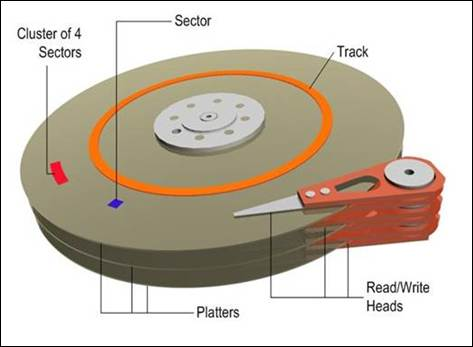 Sector
Cluster of 4
Sectors
Track
Read/Write
Heads
Platters